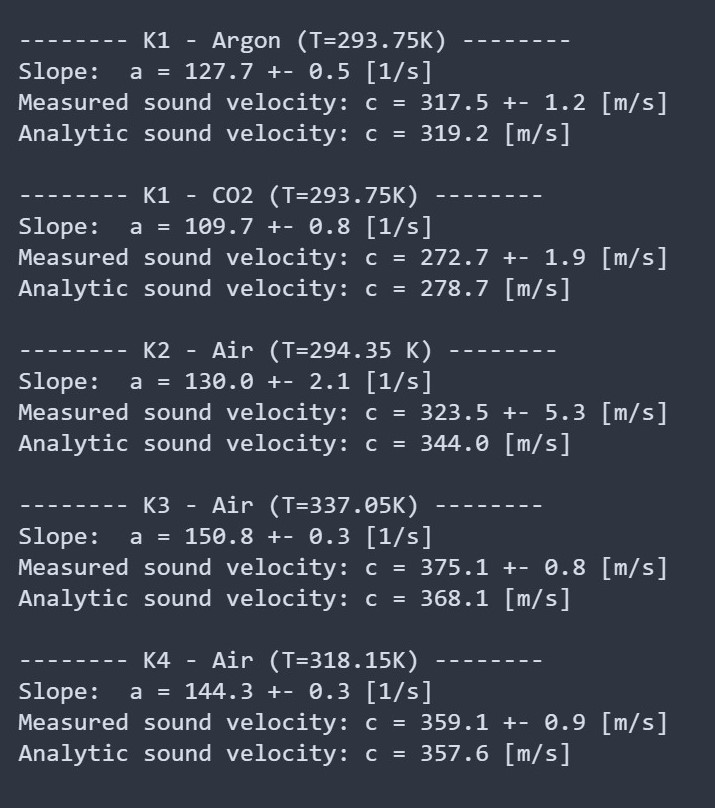 -------- K1 - Argon (T=293.75K) --------
Slope:  a = 127.7 +- 0.5 [1/s]
Measured sound velocity: c = 317.5 +- 1.2 [m/s]
Analytic sound velocity: c = 319.2 [m/s]
-------- K1 - CO2 (T=293.75K) --------
Slope:  a = 109.7 +- 0.8 [1/s]
Measured sound velocity: c = 272.7 +- 1.9 [m/s]
Analytic sound velocity: c = 278.7 [m/s]
-------- K2 - Air (T=294.35 K) --------
Slope:  a = 130.0 +- 2.1 [1/s]
Measured sound velocity: c = 323.5 +- 5.3 [m/s]
Analytic sound velocity: c = 344.0 [m/s]
-------- K3 - Air (T=337.05K) --------
Slope:  a = 150.8 +- 0.3 [1/s]
Measured sound velocity: c = 375.1 +- 0.8 [m/s]
Analytic sound velocity: c = 368.1 [m/s]
-------- K4 - Air (T=318.15K) --------
Slope:  a = 144.3 +- 0.3 [1/s]
Measured sound velocity: c = 359.1 +- 0.9 [m/s]
Analytic sound velocity: c = 357.6 [m/s]